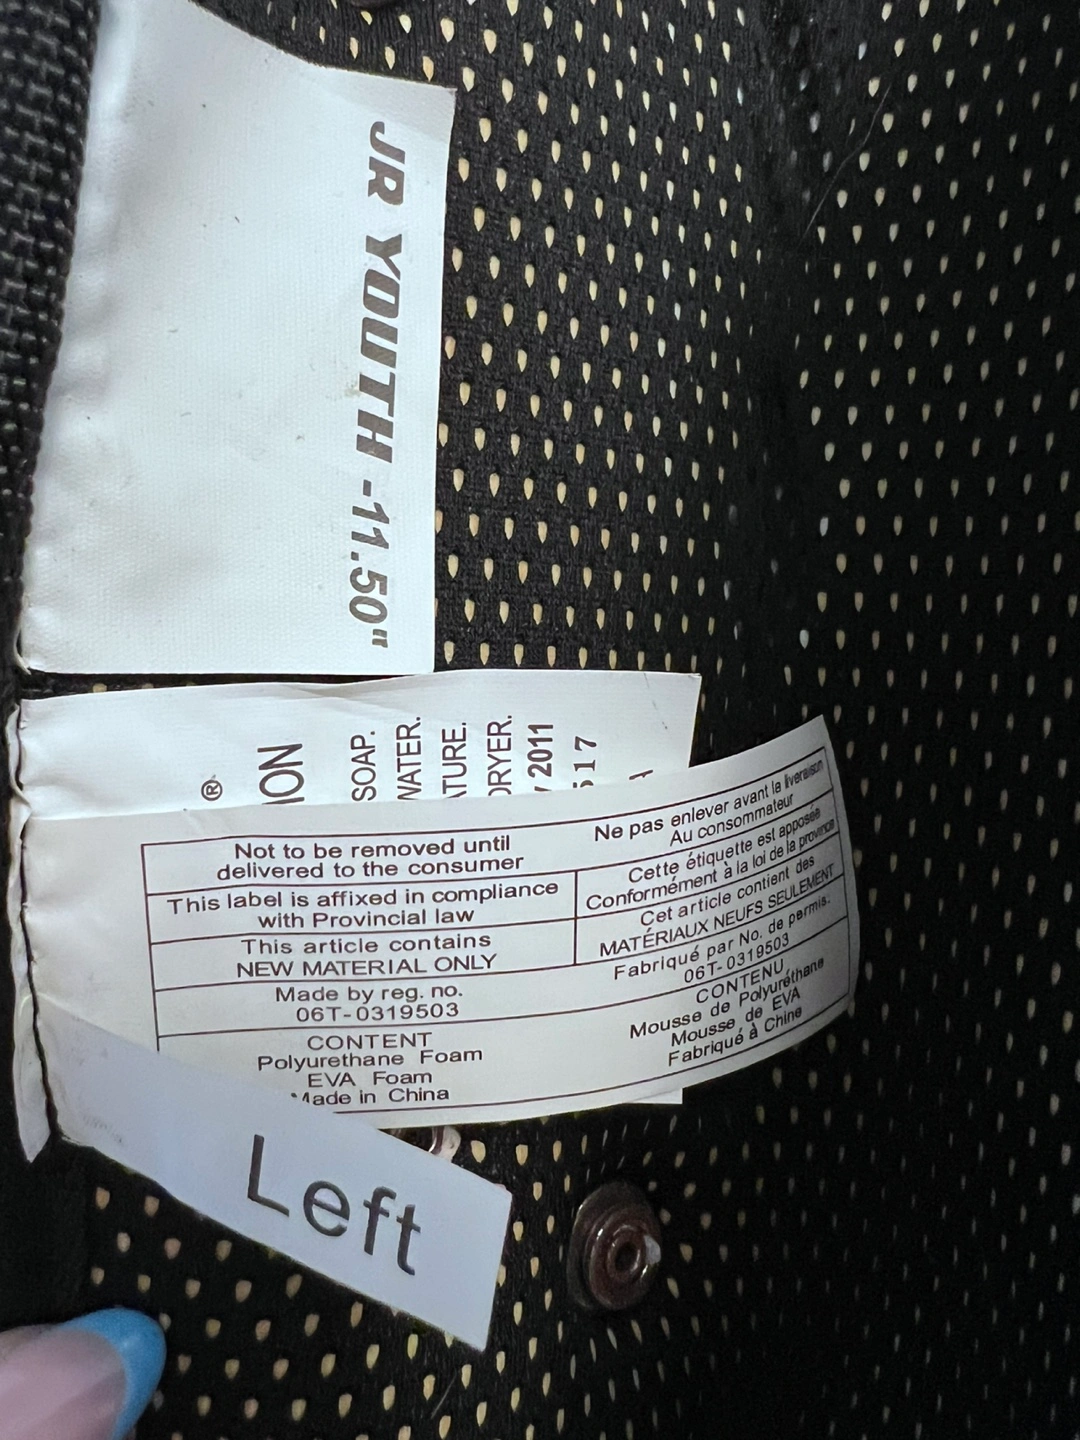 JR YOUTH -11.50"
®
ION
SOAP.
WATER.
DRYER.
2011
517
Not to be removed until
delivered to the consumer
This label is affixed in compliance
with Provincial law
This article contains
NEW MATERIAL ONLY
Made by reg. no.
06T-0319503
CONTENT
Polyurethane Foam
EVA Foam
Made in China
Ne pas enlever avant la liveraison
Au consommateur
Cette étiquette est apposée
Conformément à la loi de la province
Cet article contient des
MATÉRIAUX NEUFS SEULEMENT
Fabriqué par No. de permis.
06T-0319503
CONTENU
Mousse de Polyuréthane
Mousse de EVA
Fabriqué à Chine
Left